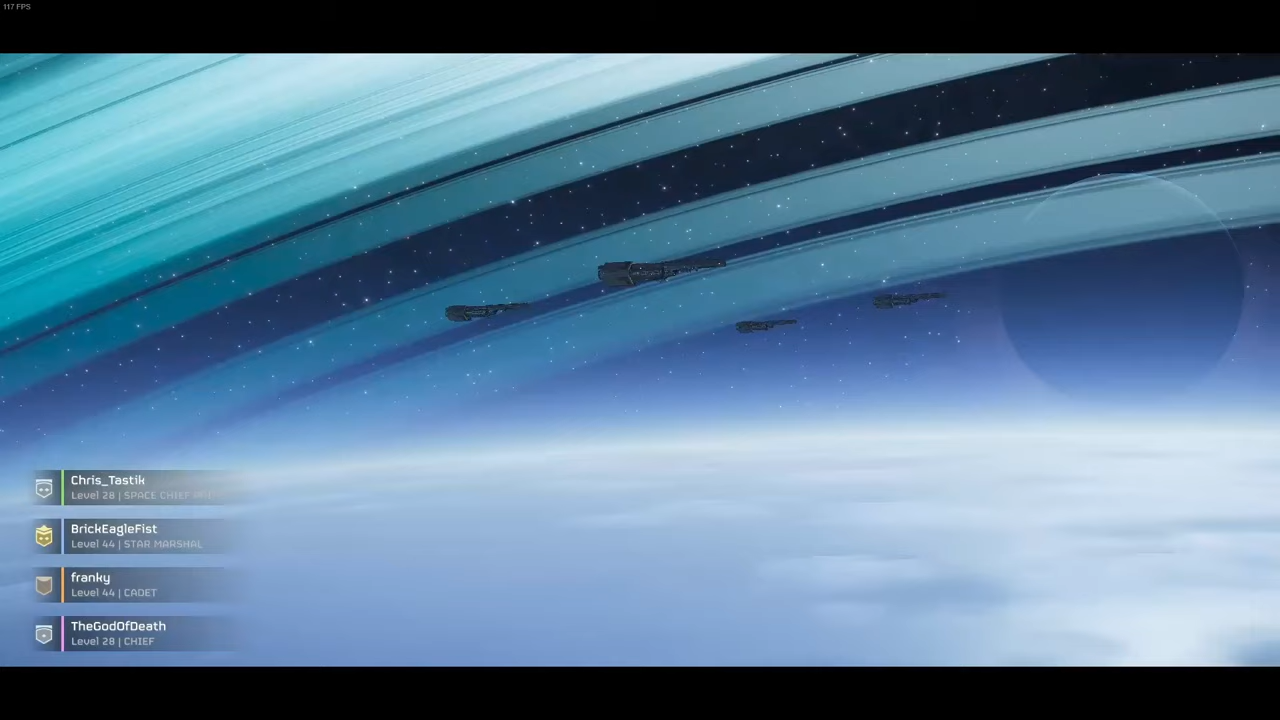 117 FPS
Chris_Tastik
Level 28 | SPACE CHIEF
BrickEagleFist
Level 44 | STAR MARSHAL
franky
Level 44 | CADET
TheGodOfDeath
Level 28 | CHIEF